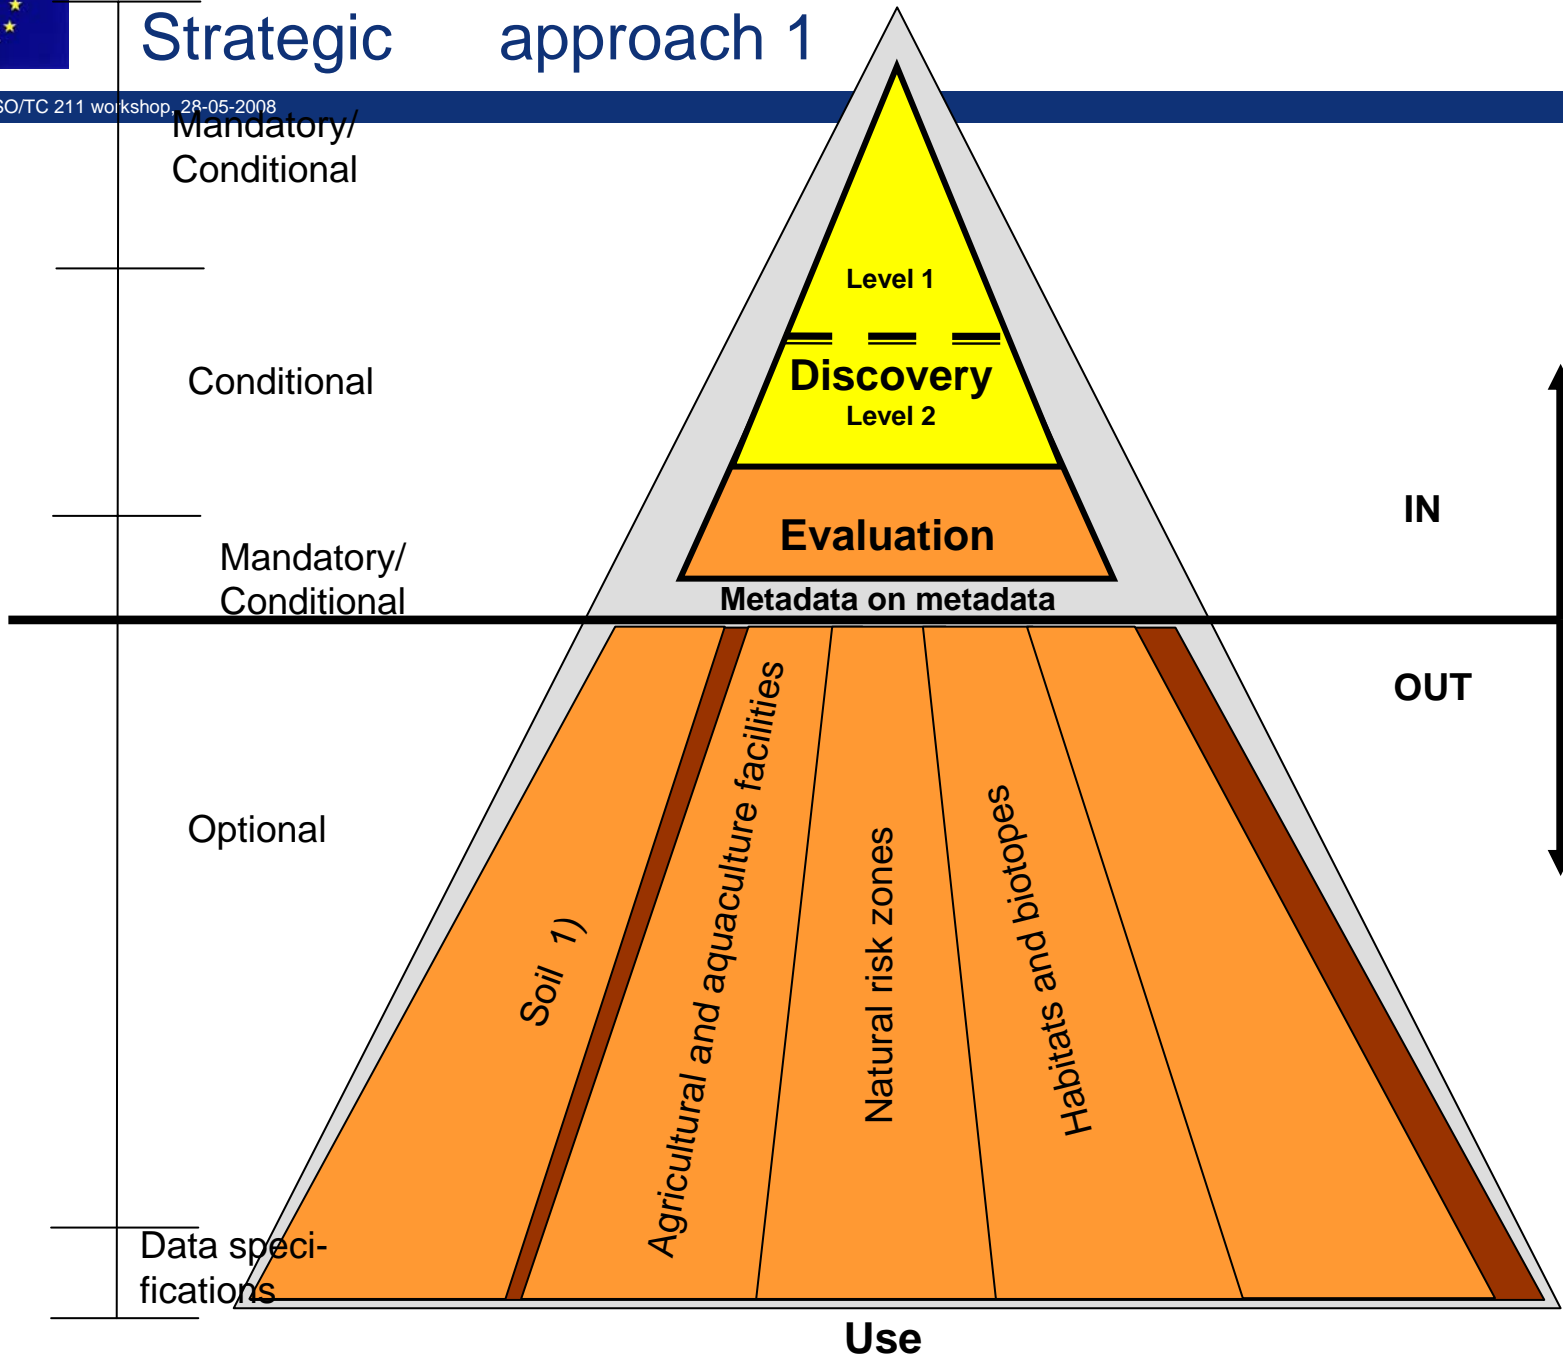 Strategic approach 1
SO/TC 211 workshop, 28-05-2008
Mandatory/
Conditional
Level 1
Conditional
Discovery
Level 2
IN
Evaluation
Mandatory/
Conditional
Metadata on metadata
OUT
Optional
Soil 1)
Agricultural and aquaculture facilities
Natural risk zones
Habitats and biotopes
Data speci-
fications
Use